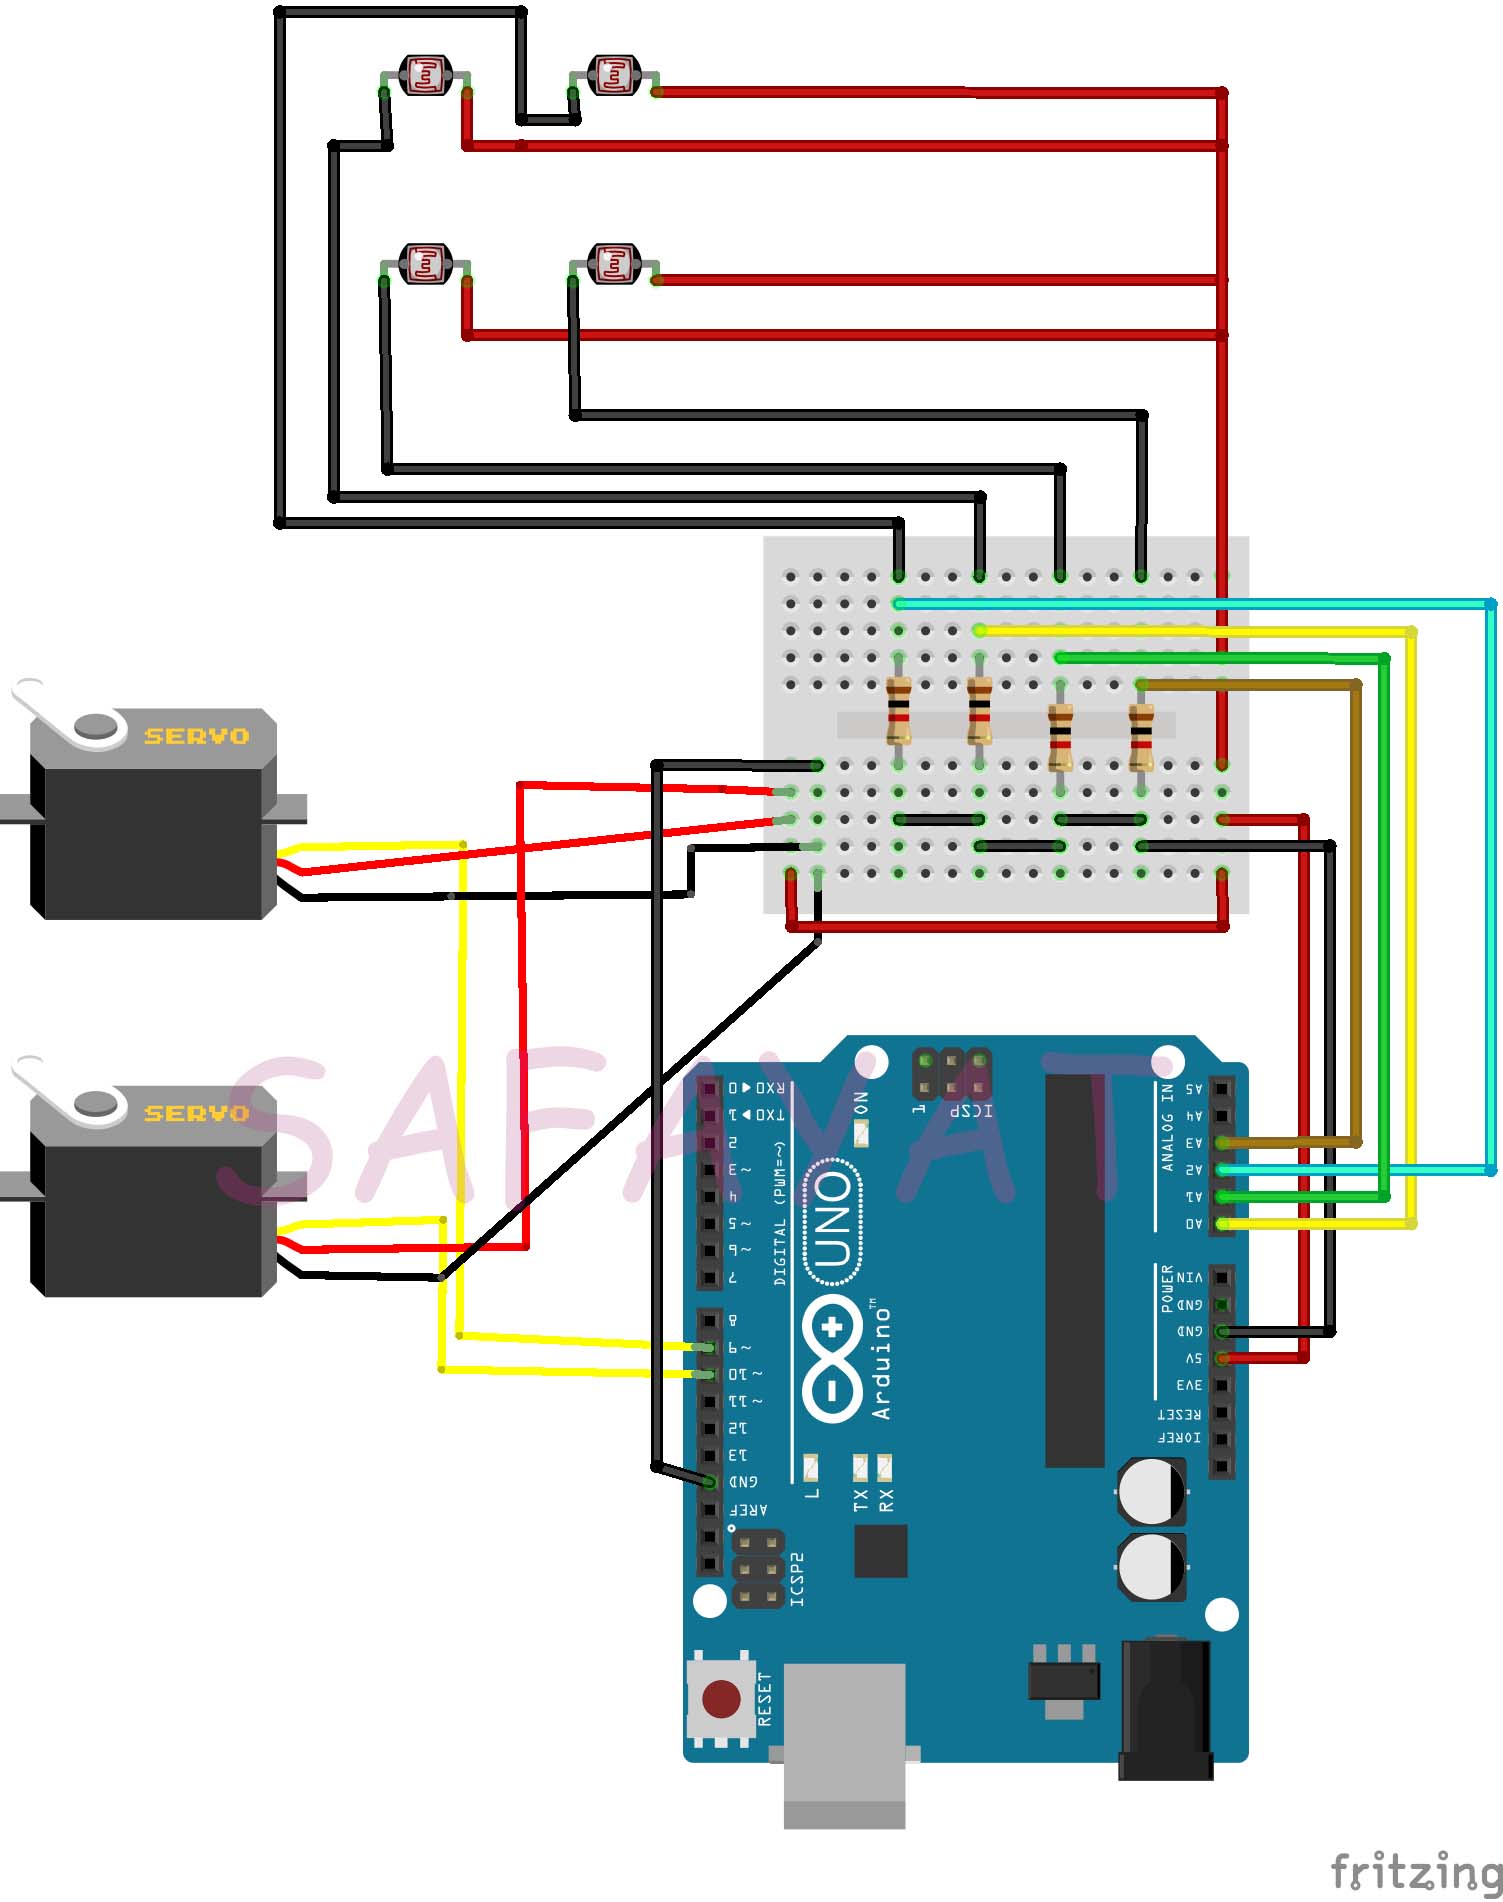 SERVO
SERVO
SAFAYAT
RX0◄0
TX0◄1
2
~3
4
~5
~6
7
DIGITAL (PWM=~)
8
~9
~10
~11
12
13
GND
AREF
ON
1
ICSP
UNO
Arduino
TM
L
TX
RX
ICSP2
RESET
ANALOG IN
A5
A4
A3
A2
A1
A0
POWER
VIN
GND
GND
5V
3V3
RESET
IOREF
fritzing